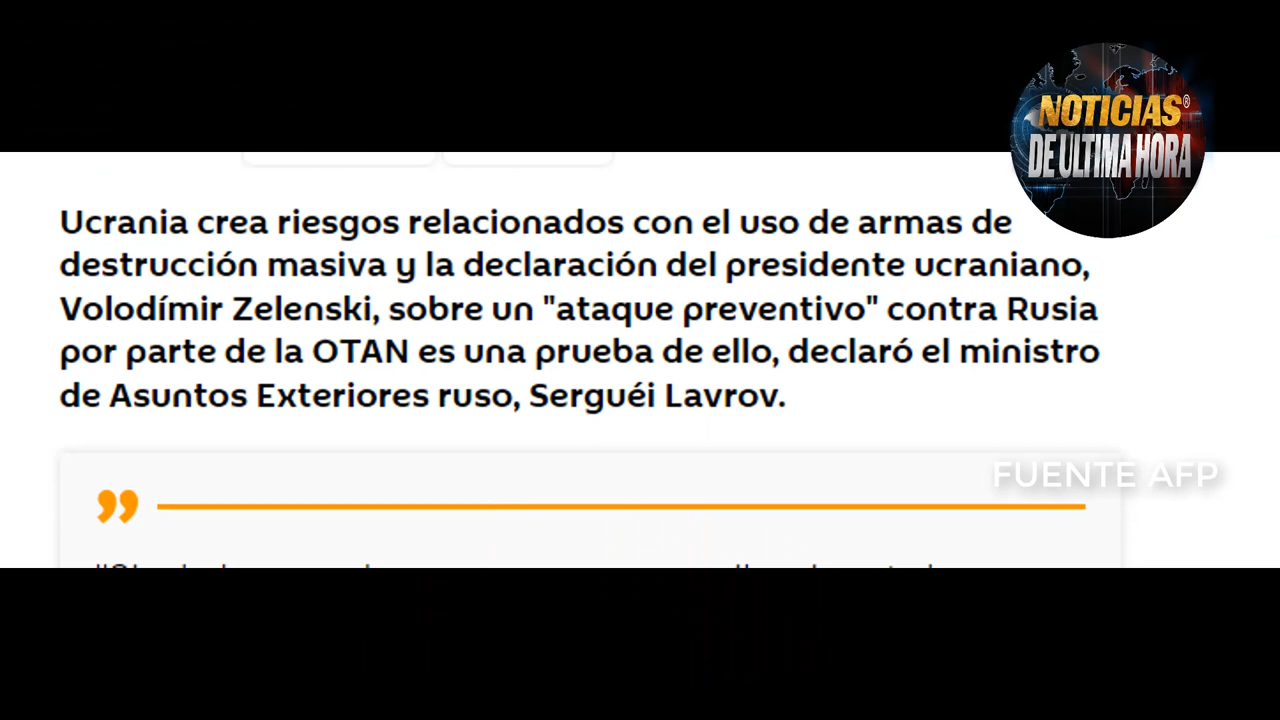 NOTICIAS®
DE ULTIMA HORA
Ucrania crea riesgos relacionados con el uso de armas de
destrucción masiva y la declaración del presidente ucraniano,
Volodímir Zelenski, sobre un "ataque preventivo" contra Rusia
por parte de la OTAN es una prueba de ello, declaró el ministro
de Asuntos Exteriores ruso, Serguéi Lavrov.
FUENTE AFP